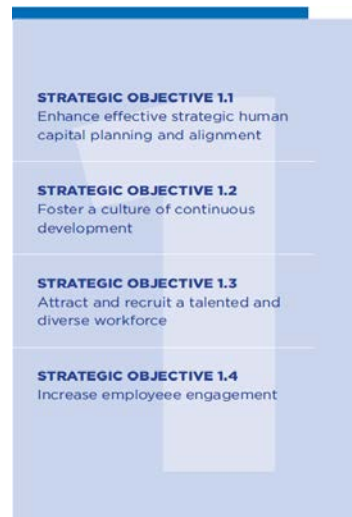 STRATEGIC OBJECTIVE 1.1
Enhance effective strategic human
capital planning and alignment
STRATEGIC OBJECTIVE 1.2
Foster a culture of continuous
development
STRATEGIC OBJECTIVE 1.3
Attract and recruit a talented and
diverse workforce
STRATEGIC OBJECTIVE 1.4
Increase employeee engagement